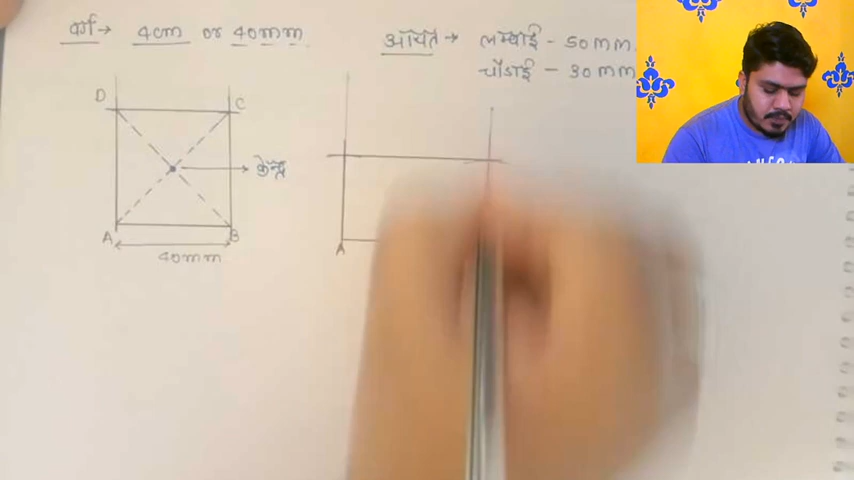 वर्ग → 4cm or 40mm
आयत → लम्बाई - 50mm.
चौडाई - 30mm
D
C
केन्द्र
A
B
40mm
A